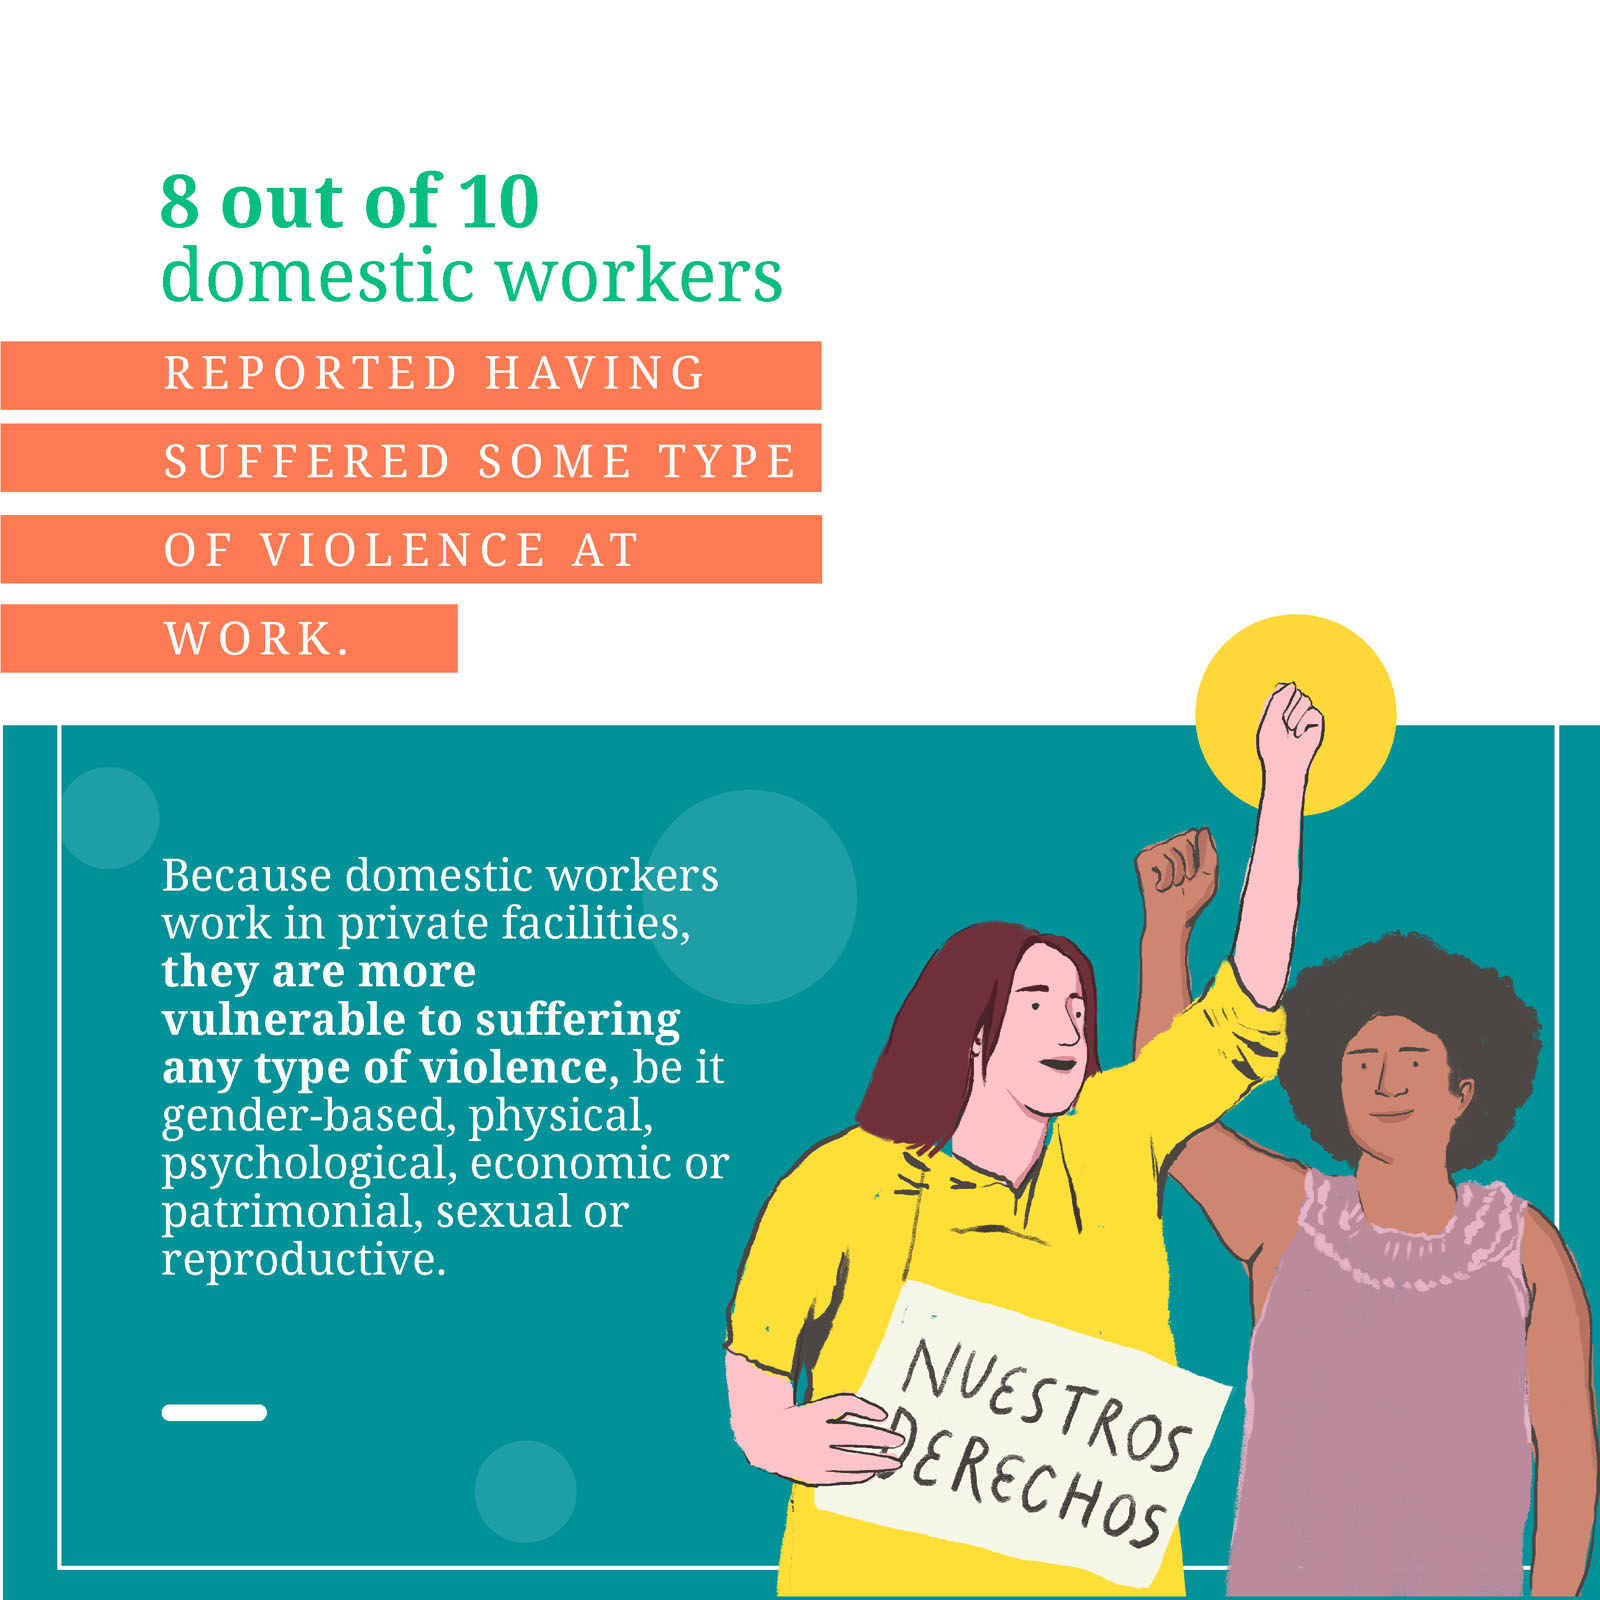 8 out of 10
domestic workers
REPORTED HAVING
SUFFERED SOME TYPE
OF VIOLENCE AT
WORK.
Because domestic workers
work in private facilities,
they are more
vulnerable to suffering
any type of violence, be it
gender-based, physical,
psychological, economic or
patrimonial, sexual or
reproductive.
NUESTROS
DERECHOS